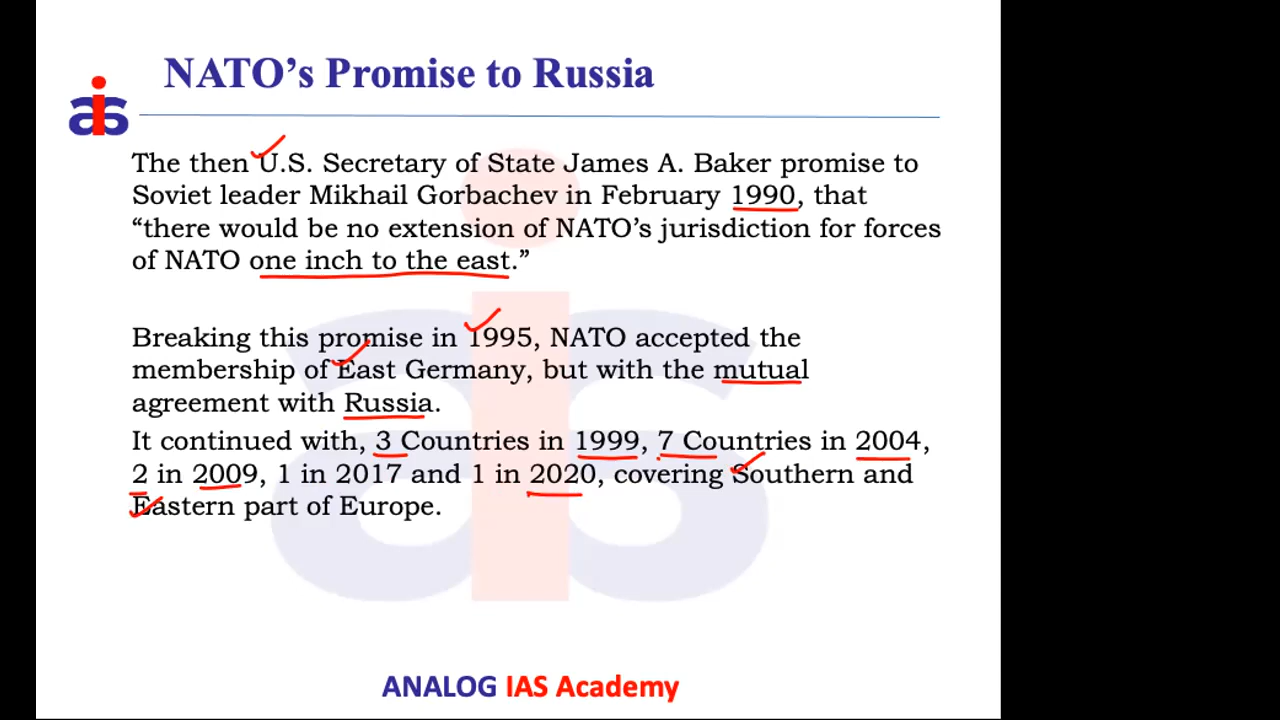 NATO's Promise to Russia
ais
The then U.S. Secretary of State James A. Baker promise to
Soviet leader Mikhail Gorbachev in February 1990, that
“there would be no extension of NATO's jurisdiction for forces
of NATO one inch to the east.”
Breaking this promise in 1995, NATO accepted the
membership of East Germany, but with the mutual
agreement with Russia.
It continued with, 3 Countries in 1999, 7 Countries in 2004,
2 in 2009, 1 in 2017 and 1 in 2020, covering Southern and
Eastern part of Europe.
ANALOG IAS Academy